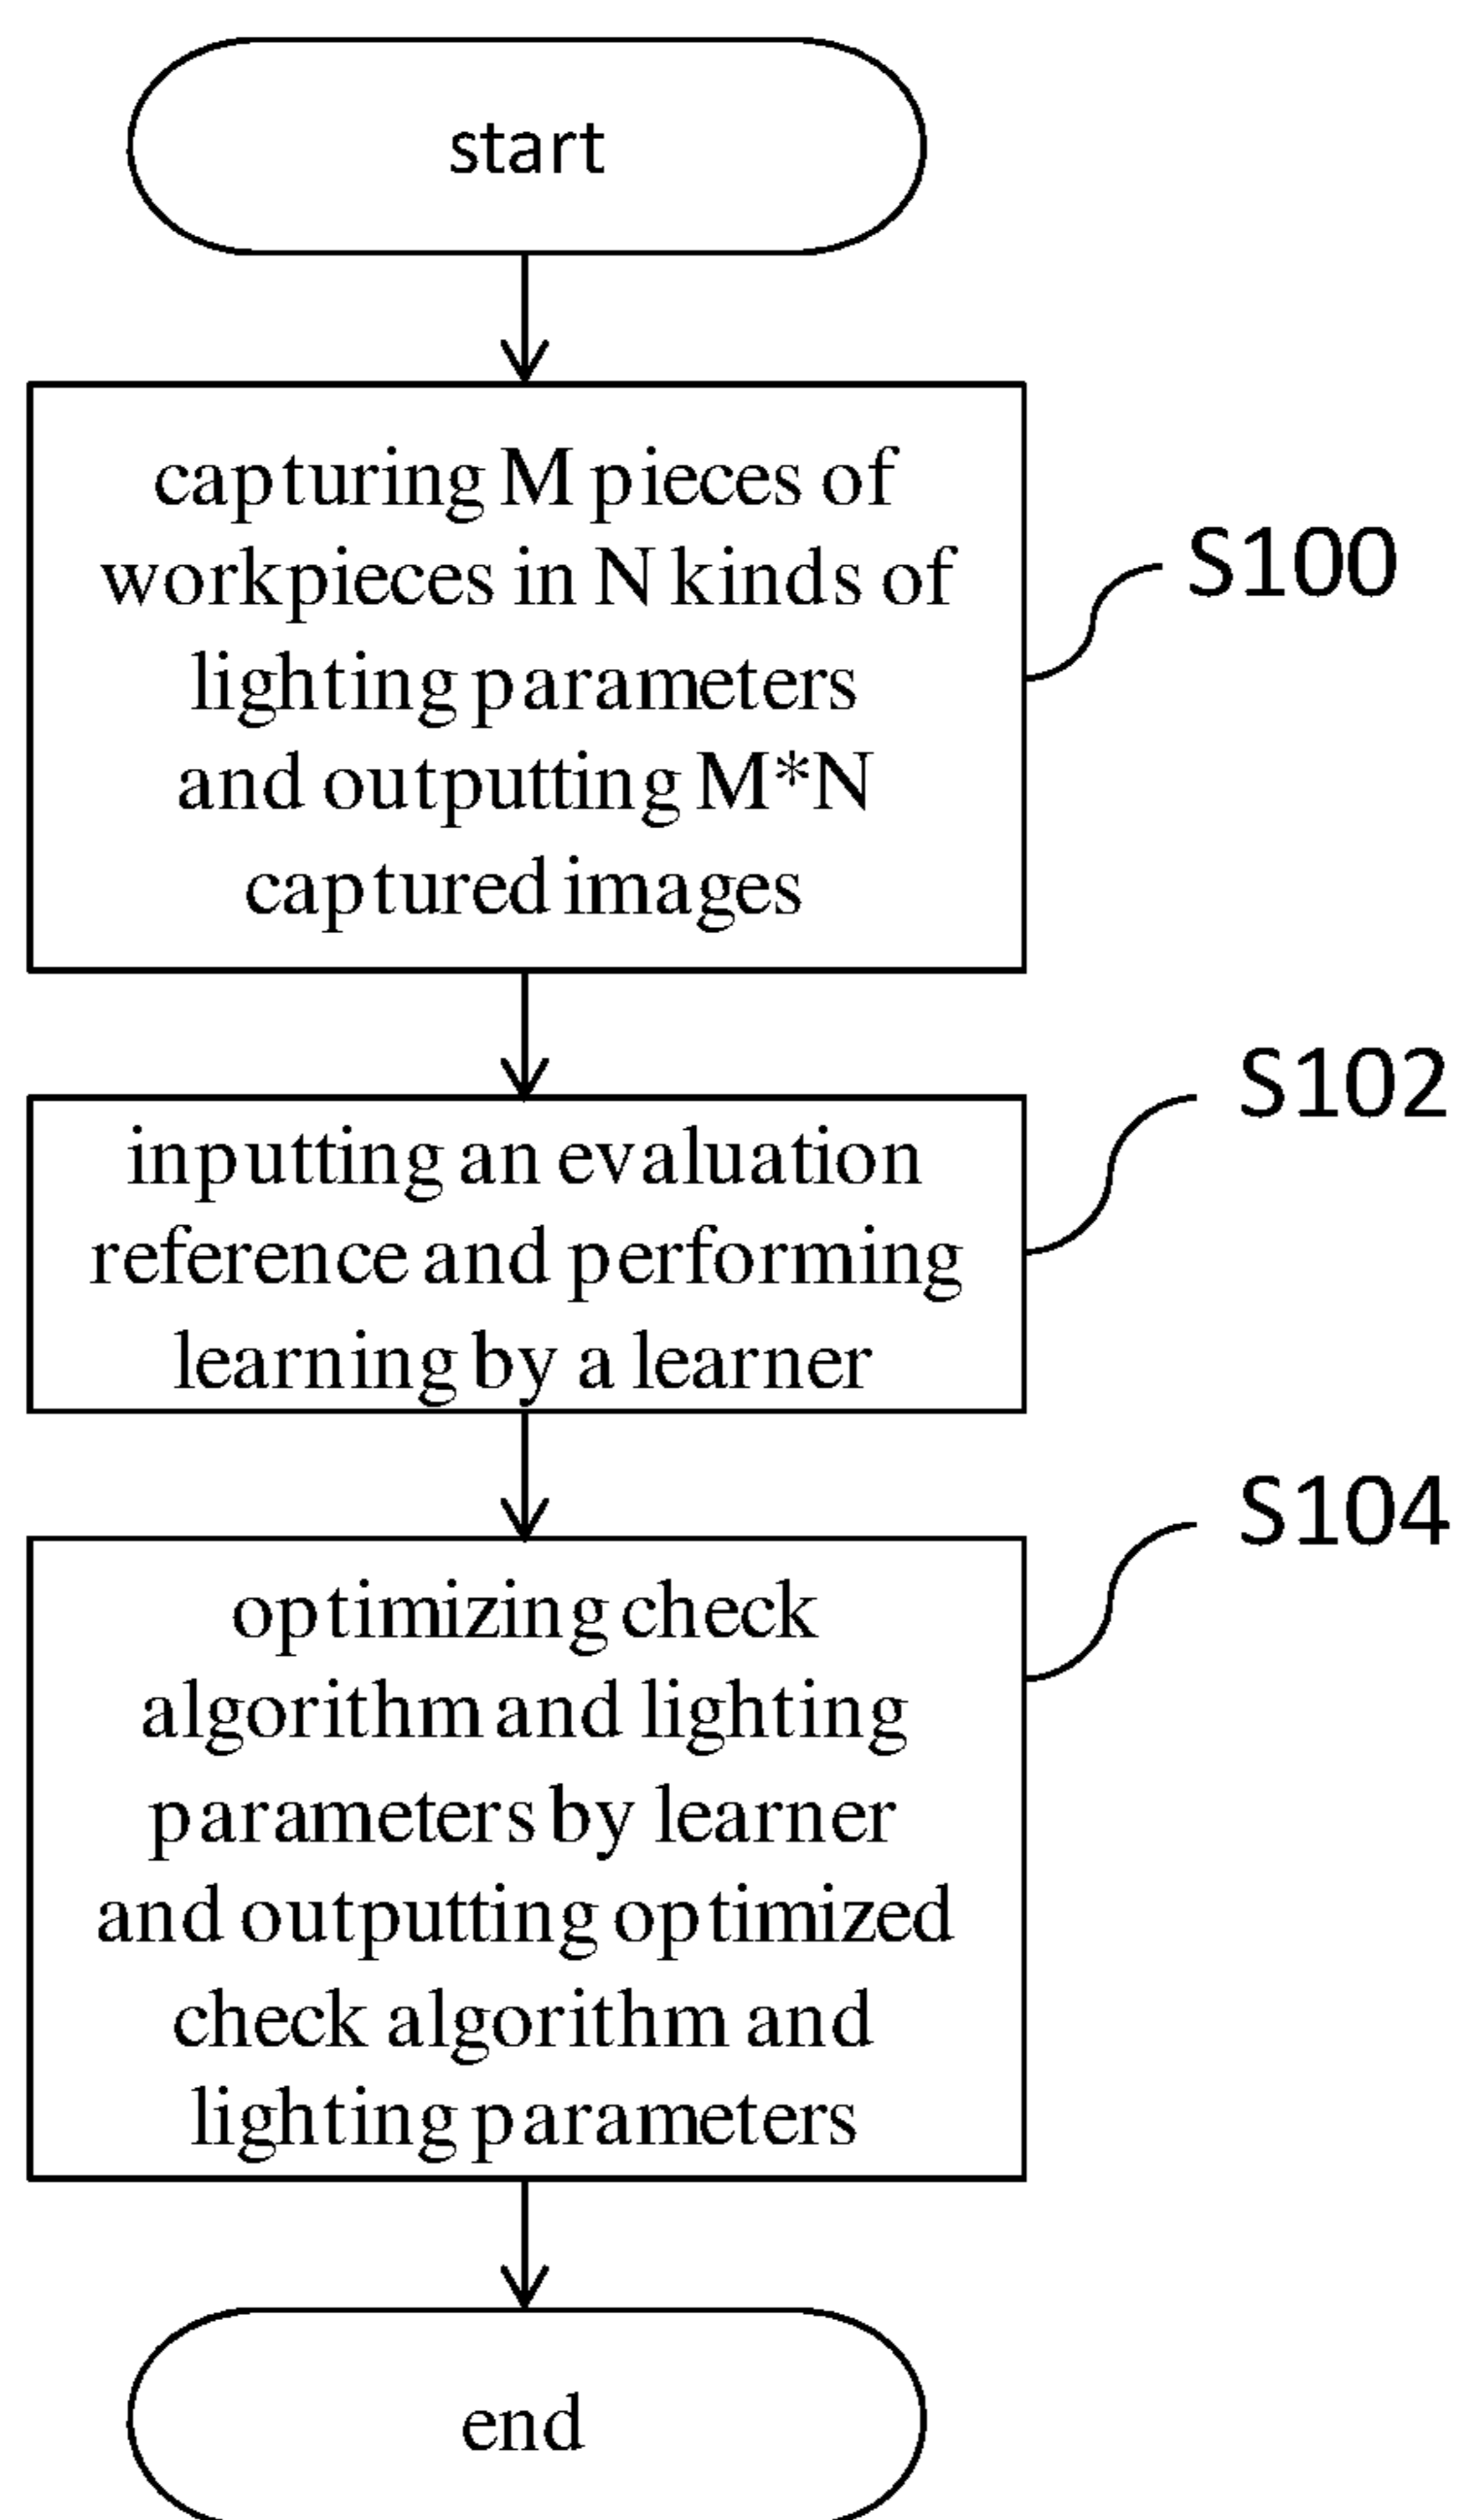 start
capturing M pieces of
workpieces in N kinds of
lighting parameters
and outputting M*N
captured images
S100
inputting an evaluation
reference and performing
learning by a learner
S102
optimizing check
algorithm and lighting
parameters by learner
and outputting optimized
check algorithm and
lighting parameters
S104
end